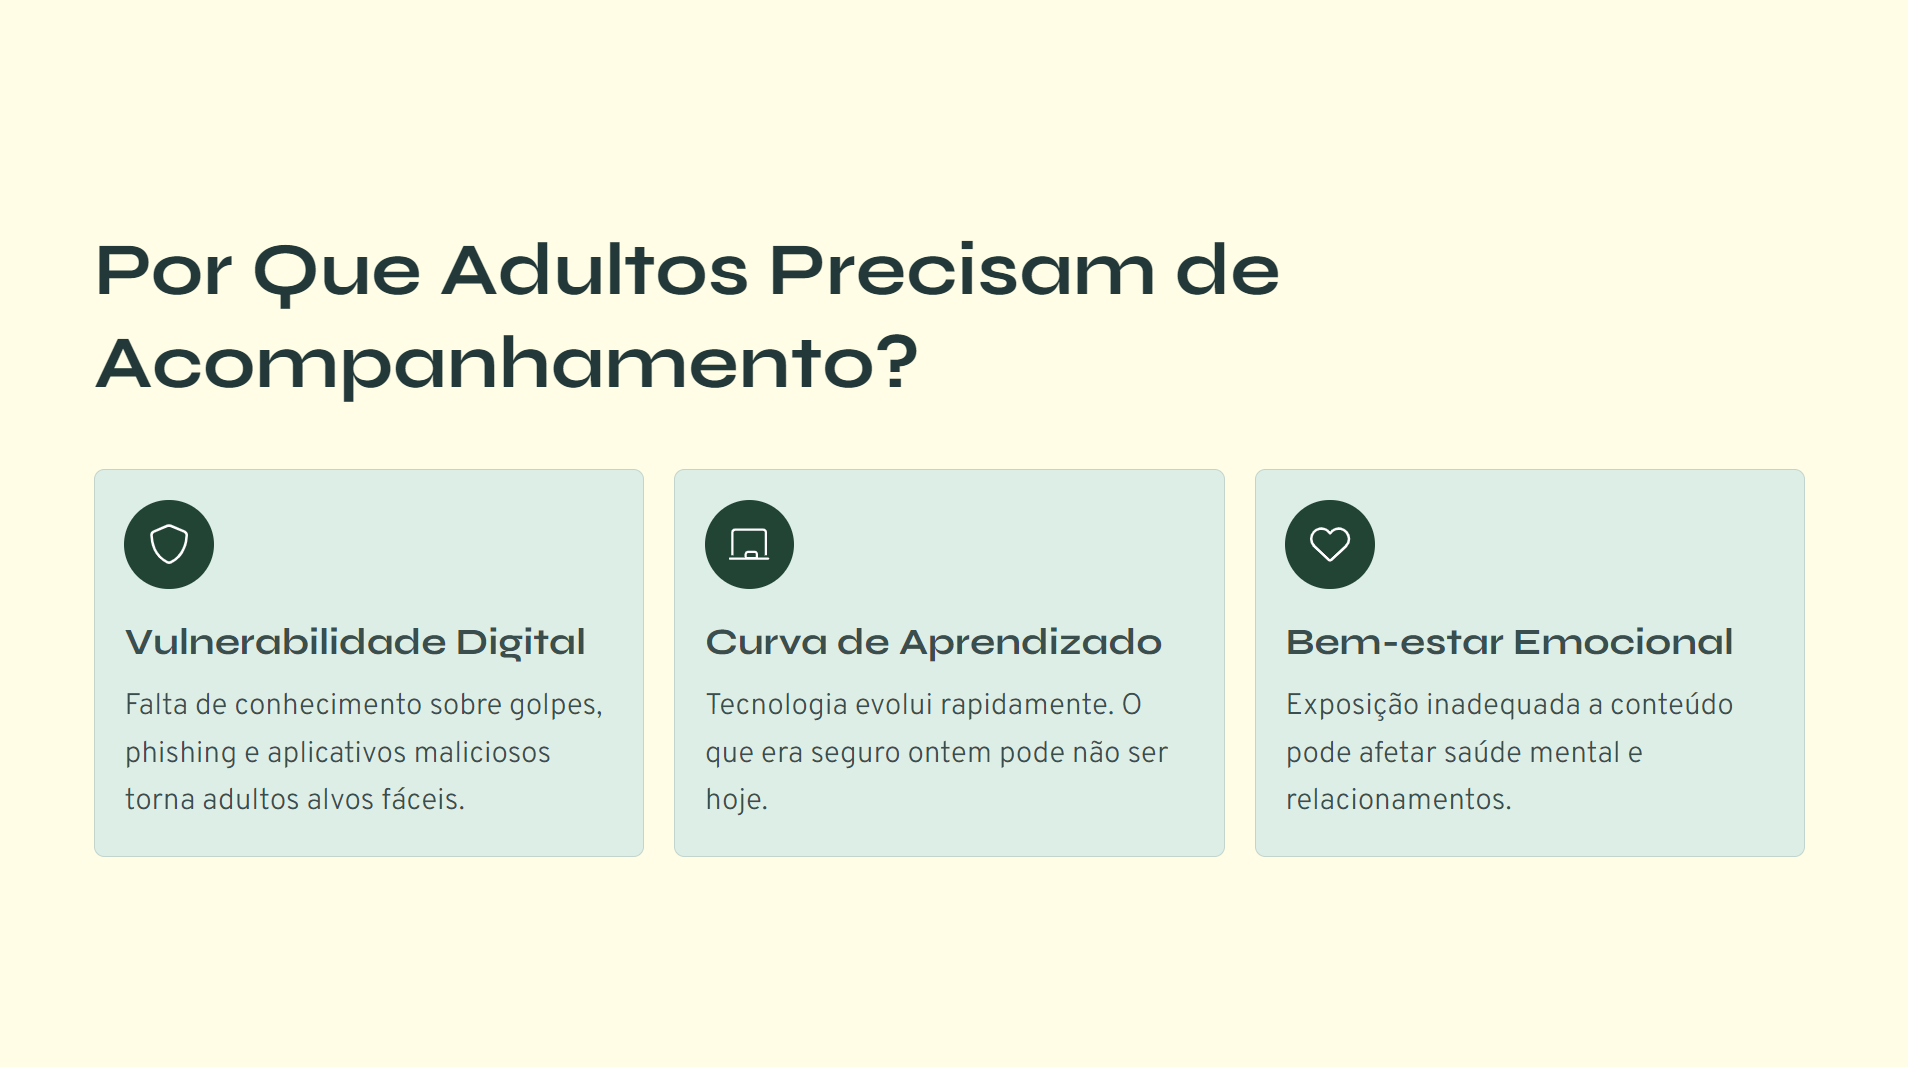 Por Que Adultos Precisam de
Acompanhamento?
Vulnerabilidade Digital
Falta de conhecimento sobre golpes,
phishing e aplicativos maliciosos
torna adultos alvos fáceis.
Curva de Aprendizado
Tecnologia evolui rapidamente. O
que era seguro ontem pode não ser
hoje.
Bem-estar Emocional
Exposição inadequada a conteúdo
pode afetar saúde mental e
relacionamentos.